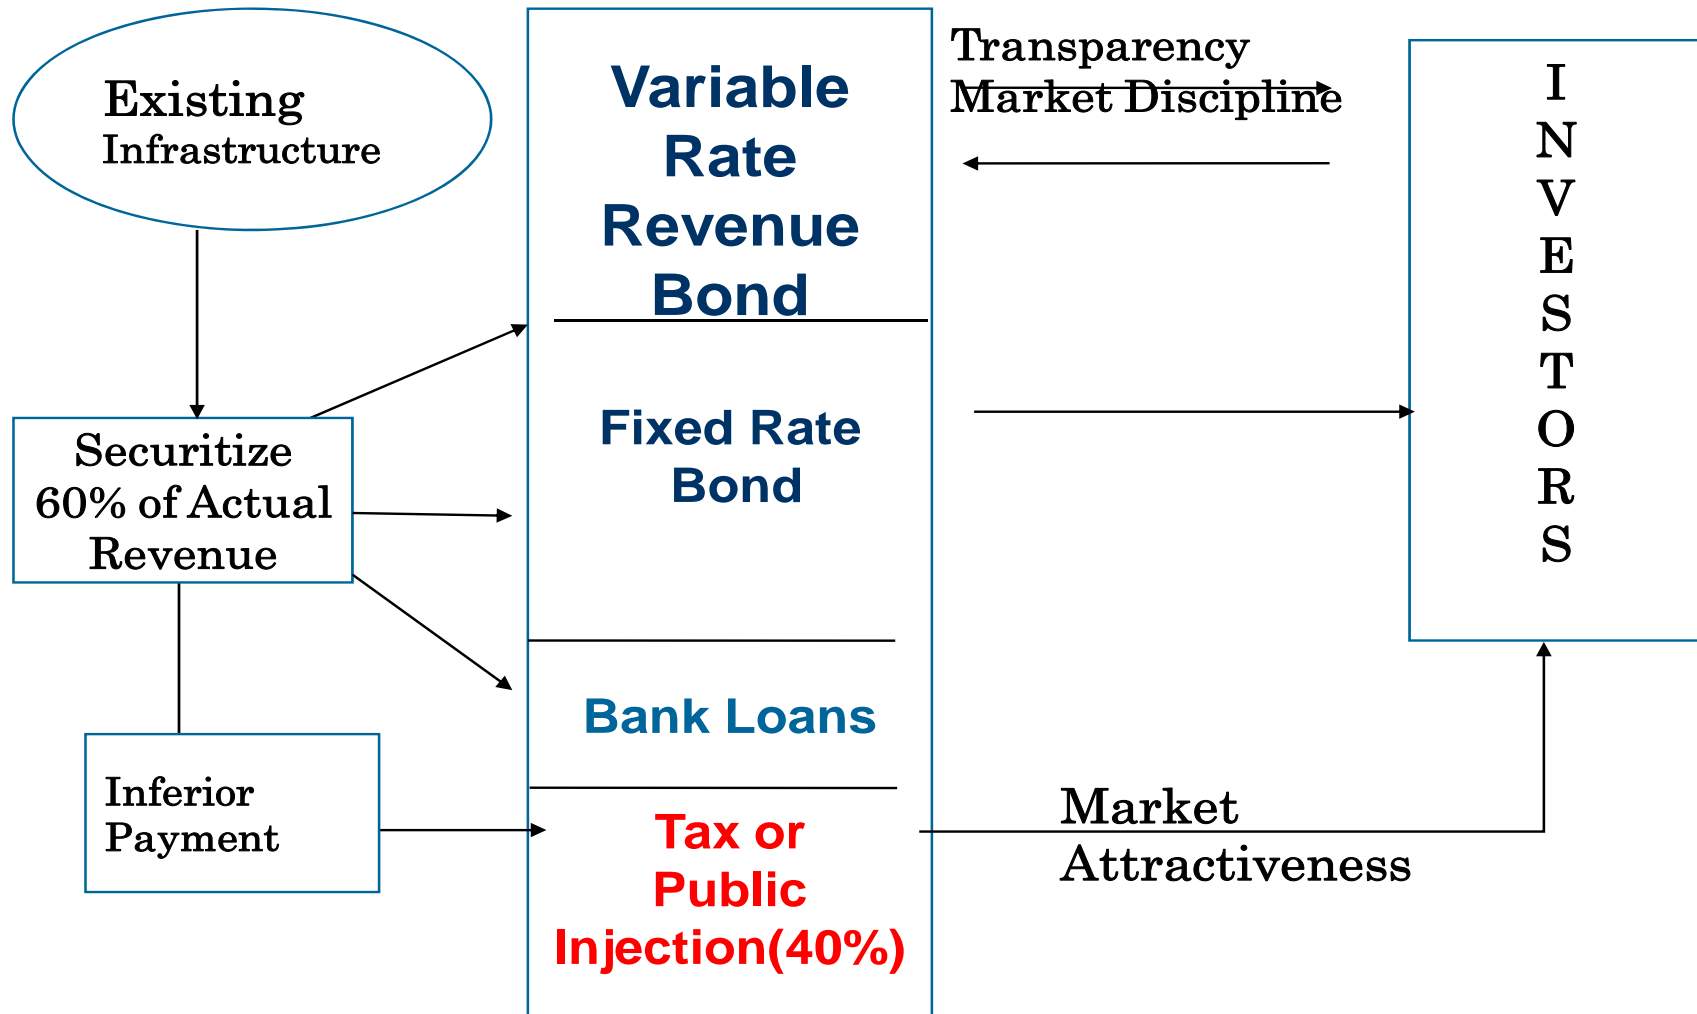 Existing
Infrastructure
Securitize
60% of Actual
Revenue
Inferior
Payment
Variable
Rate
Revenue
Bond
Fixed Rate
Bond
Bank Loans
Tax or
Public
Injection(40%)
Transparency
Market Discipline
Market
Attractiveness
I
N
V
E
S
T
O
R
S